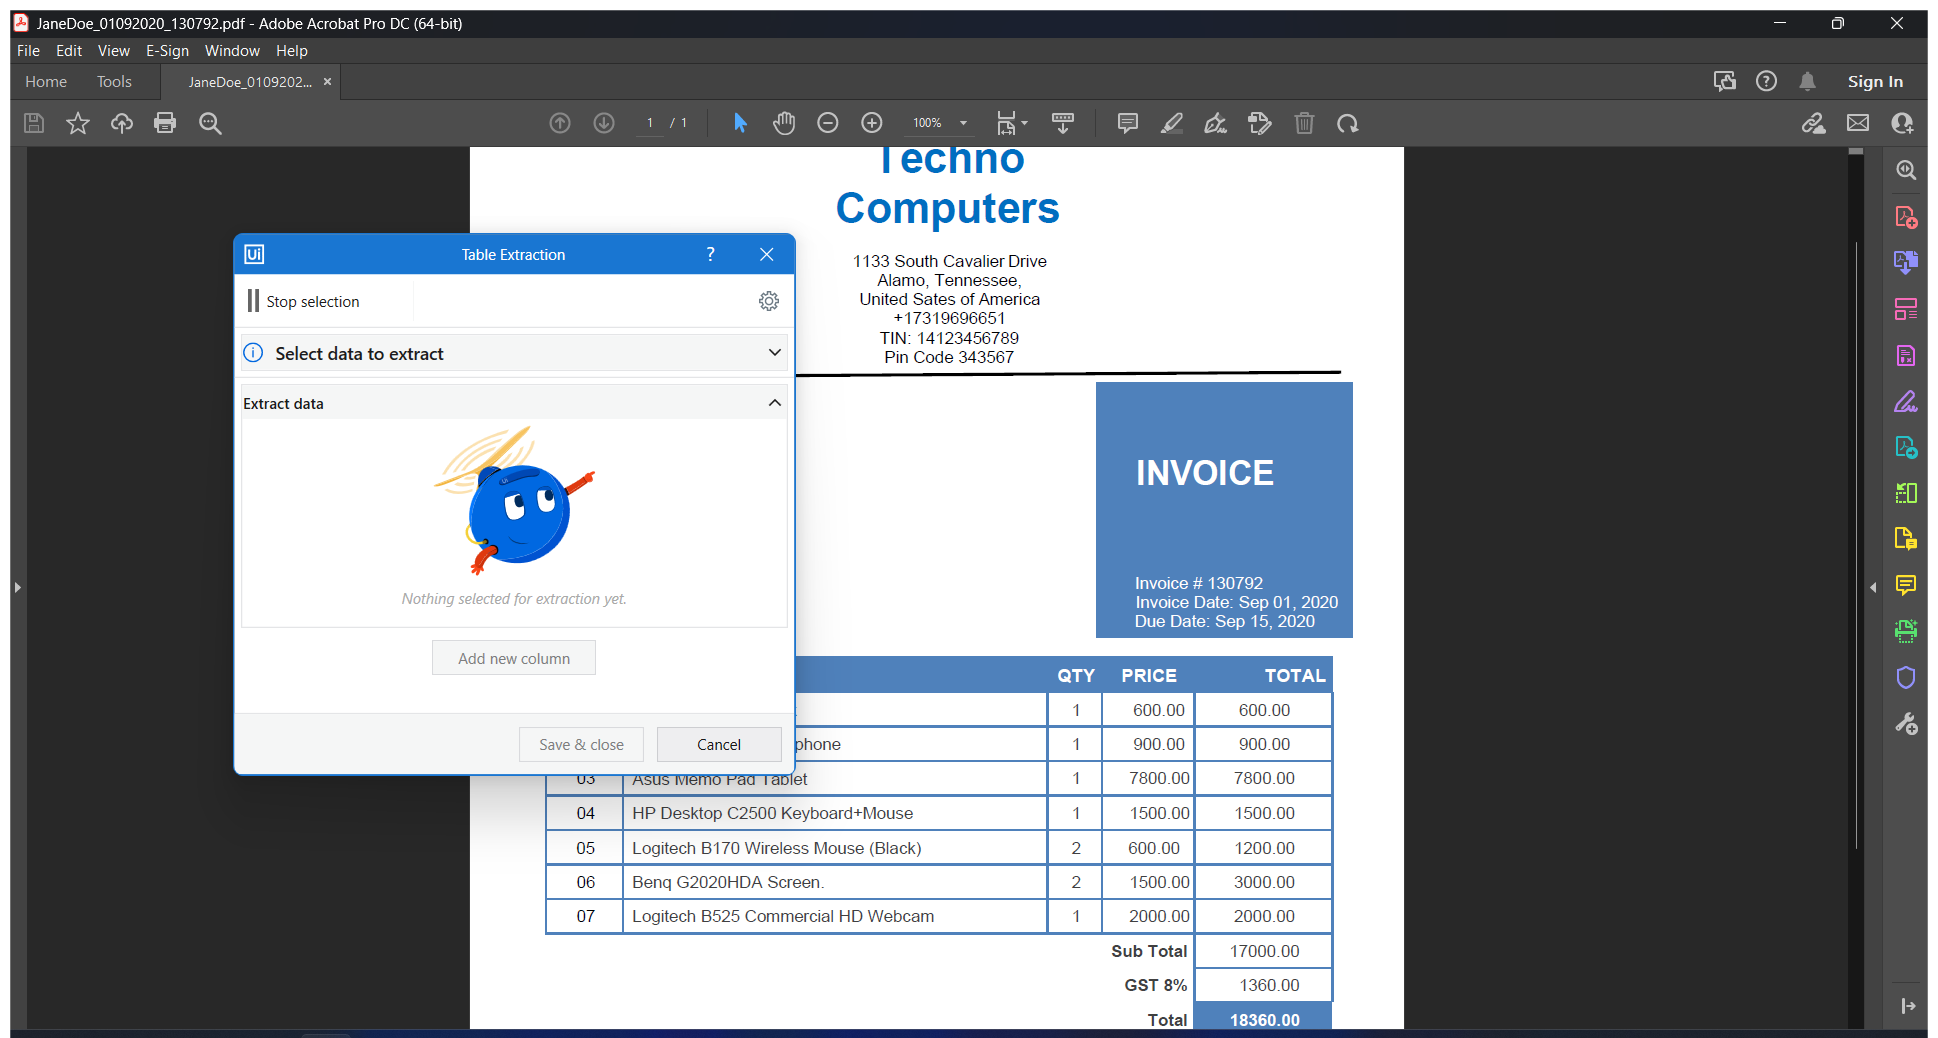 JaneDoe_01092020_130792.pdf - Adobe Acrobat Pro DC (64-bit)
File Edit View E-Sign Window Help
Home Tools JaneDoe_0109202... × Sign In
1 / 1 100%
Techno
Computers
1133 South Cavalier Drive
Alamo, Tennessee,
United Sates of America
+17319696651
TIN: 14123456789
Pin Code 343567
Ui Table Extraction ?
Stop selection
Select data to extract
Extract data
Nothing selected for extraction yet.
Add new column
Save & close Cancel
INVOICE
Invoice # 130792
Invoice Date: Sep 01, 2020
Due Date: Sep 15, 2020
QTY PRICE TOTAL
1 600.00 600.00
phone 1 900.00 900.00
03 Asus Memo Pad Tablet 1 7800.00 7800.00
04 HP Desktop C2500 Keyboard+Mouse 1 1500.00 1500.00
05 Logitech B170 Wireless Mouse (Black) 2 600.00 1200.00
06 Benq G2020HDA Screen. 2 1500.00 3000.00
07 Logitech B525 Commercial HD Webcam 1 2000.00 2000.00
Sub Total 17000.00
GST 8% 1360.00
Total 18360.00